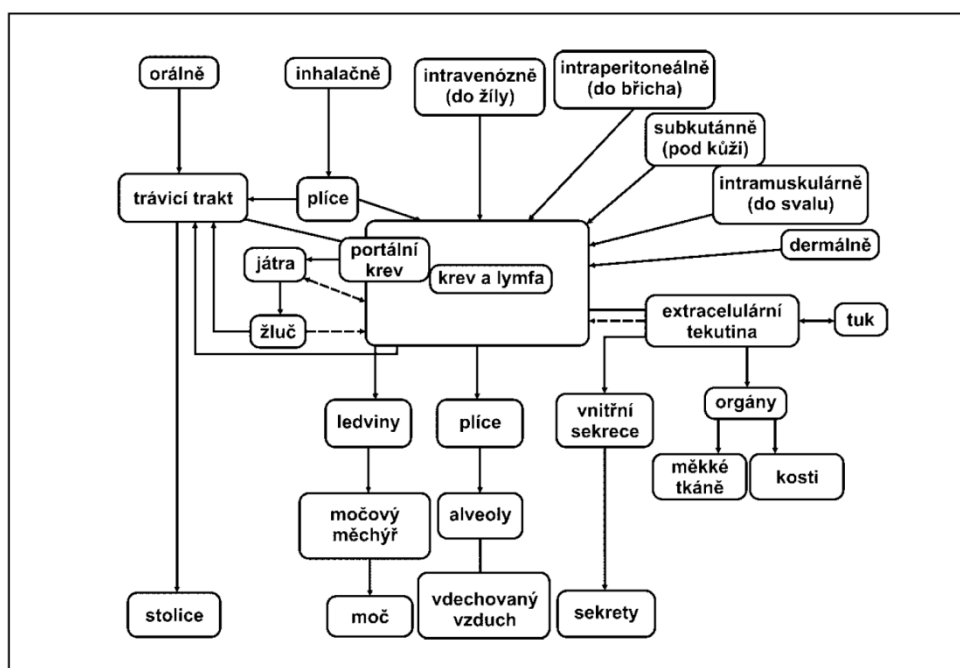 orálně
inhalačně
intravenózně
(do žíly)
intraperitoneálně
(do břicha)
subkutánně
(pod kůži)
intramuskulárně
(do svalu)
dermálně
trávicí trakt
plíce
portální
krev
játra
krev a lymfa
žluč
extracelulární
tekutina
tuk
ledviny
plíce
vnitřní
sekrece
orgány
měkké
tkáně
kosti
močový
měchýř
alveoly
stolice
moč
vdechovaný
vzduch
sekrety